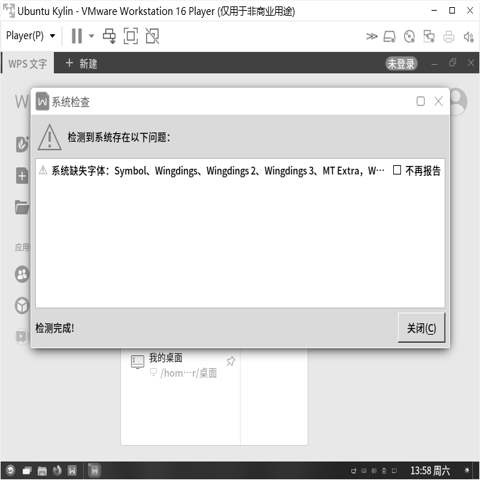 Ubuntu Kylin - VMware Workstation 16 Player (仅用于非商业用途)
Player(P)
WPS 文字
新建
未登录
W
系统检查
检测到系统存在以下问题：
系统缺失字体：Symbol、Wingdings、Wingdings 2、Wingdings 3、MT Extra，W… 不再报告
应用
检测完成!
关闭(C)
我的桌面
/hom…r/桌面
13:58 周六